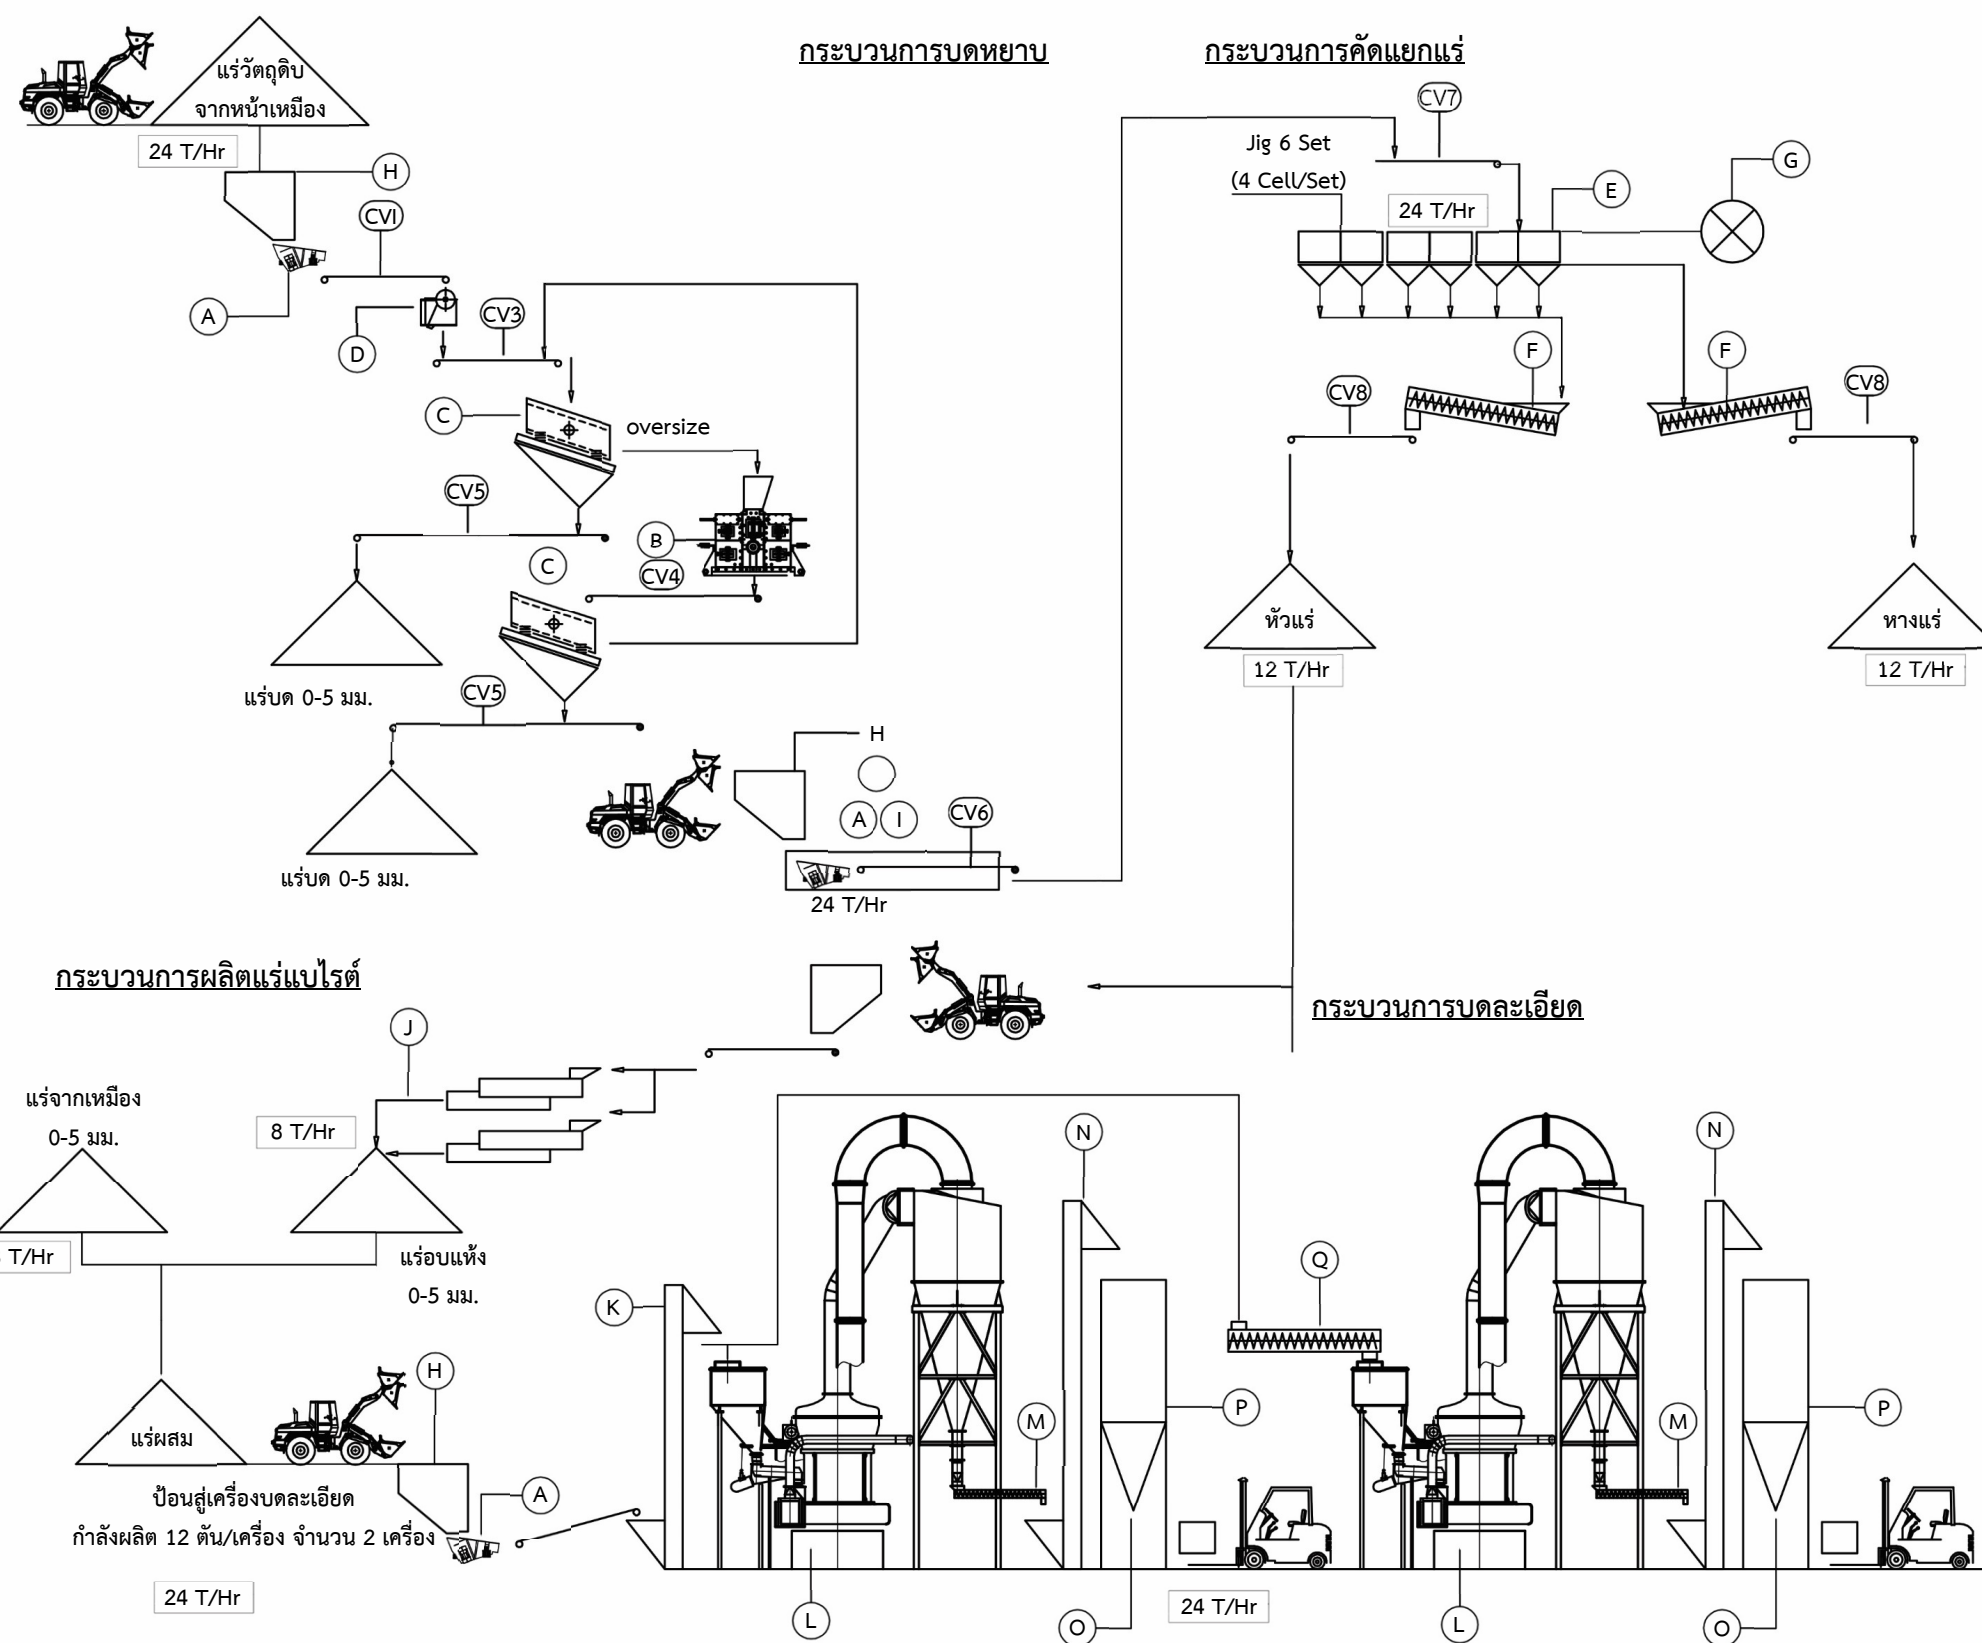 กระบวนการบดหยาบ
กระบวนการคัดแยกแร่
แร่วัตถุดิบ
จากหน้าเหมือง
24 T/Hr
H
CVI
A
D
CV3
C
oversize
CV5
B
C
CV4
แร่บด 0-5 มม.
CV5
แร่บด 0-5 มม.
H
A
I
CV6
24 T/Hr
CV7
Jig 6 Set
(4 Cell/Set)
24 T/Hr
E
G
F
F
CV8
CV8
หัวแร่
12 T/Hr
หางแร่
12 T/Hr
กระบวนการผลิตแร่แบไรต์
กระบวนการบดละเอียด
J
แร่จากเหมือง
0-5 มม.
8 T/Hr
T/Hr
แร่อบแห้ง
0-5 มม.
แร่ผสม
H
ป้อนสู่เครื่องบดละเอียด
กำลังผลิต 12 ตัน/เครื่อง จำนวน 2 เครื่อง
A
24 T/Hr
K
N
Q
N
M
P
M
P
L
O
24 T/Hr
L
O